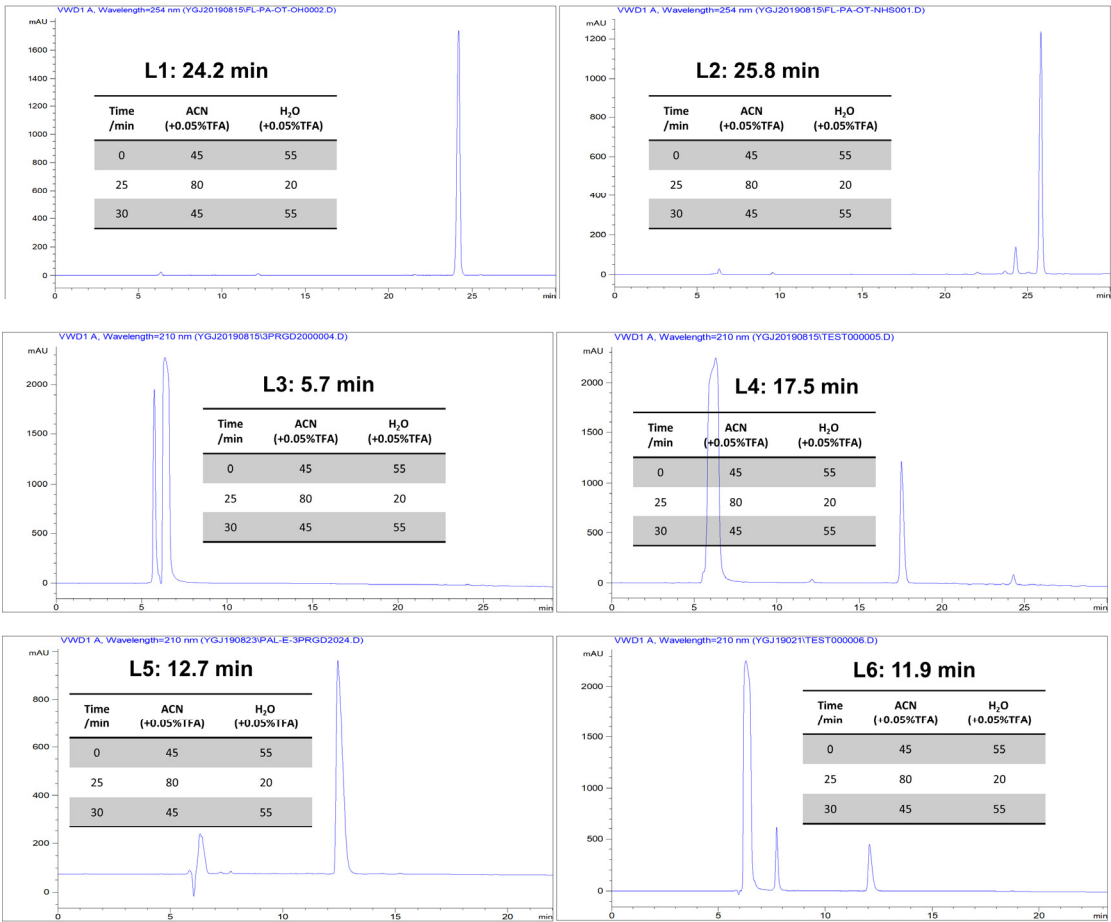 VWD1 A, Wavelength=254 nm (YGJ20190815\FL-PA-OT-OH0002.D)
mAU
L1: 24.2 min
Time /min ACN (+0.05%TFA) H₂O (+0.05%TFA)
0 45 55
25 80 20
30 45 55
1600
1400
1200
1000
800
600
400
200
0
0 5 10 15 20 25 min
VWD1 A, Wavelength=254 nm (YGJ20190815\FL-PA-OT-NHS001.D)
mAU
L2: 25.8 min
Time /min ACN (+0.05%TFA) H₂O (+0.05%TFA)
0 45 55
25 80 20
30 45 55
1200
1000
800
600
400
200
0
0 5 10 15 20 25 min
VWD1 A, Wavelength=210 nm (YGJ20190815\3PRGD2000004.D)
mAU
L3: 5.7 min
Time /min ACN (+0.05%TFA) H₂O (+0.05%TFA)
0 45 55
25 80 20
30 45 55
2000
1500
1000
500
0
0 5 10 15 20 25 min
VWD1 A, Wavelength=210 nm (YGJ20190815\TEST000005.D)
mAU
L4: 17.5 min
Time /min ACN (+0.05%TFA) H₂O (+0.05%TFA)
0 45 55
25 80 20
30 45 55
2000
1500
1000
500
0
0 5 10 15 20 25 min
VWD1 A, Wavelength=210 nm (YGJ190823\PAL-E-3PRGD2024.D)
mAU
L5: 12.7 min
Time /min ACN (+0.05%TFA) H₂O (+0.05%TFA)
0 45 55
25 80 20
30 45 55
800
600
400
200
0
0 5 10 15 20 min
VWD1 A, Wavelength=210 nm (YGJ19021\TEST000006.D)
mAU
L6: 11.9 min
Time /min ACN (+0.05%TFA) H₂O (+0.05%TFA)
0 45 55
25 80 20
30 45 55
2000
1500
1000
500
0
0 5 10 15 20 min